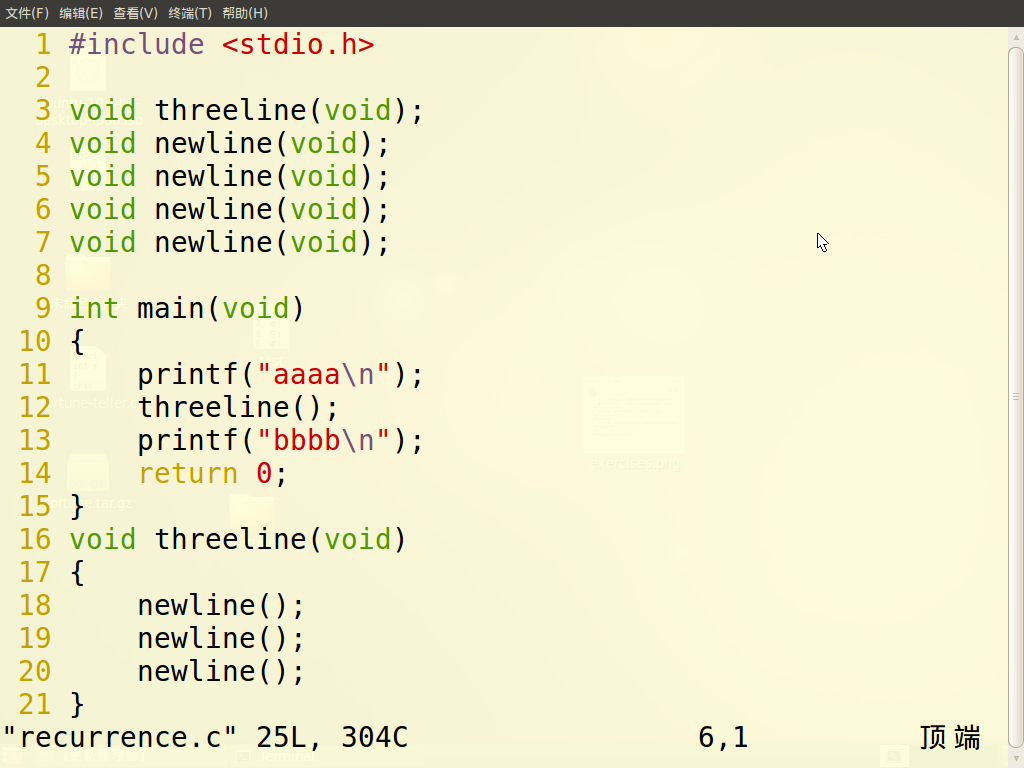 文件(F) 编辑(E) 查看(V) 终端(T) 帮助(H)
1 #include <stdio.h>
2
3 void threeline(void);
4 void newline(void);
5 void newline(void);
6 void newline(void);
7 void newline(void);
8
9 int main(void)
10 {
11     printf("aaaa\n");
12     threeline();
13     printf("bbbb\n");
14     return 0;
15 }
16 void threeline(void)
17 {
18     newline();
19     newline();
20     newline();
21 }
"recurrence.c" 25L, 304C 6,1 顶端